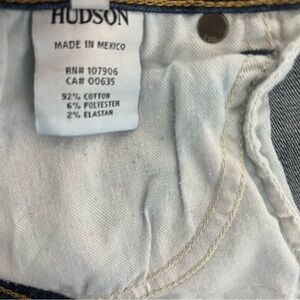 HUDSON
MADE IN MEXICO
RN# 107906
CA# 00635
92% COTTON
6% POLYESTER
2% ELASTAN